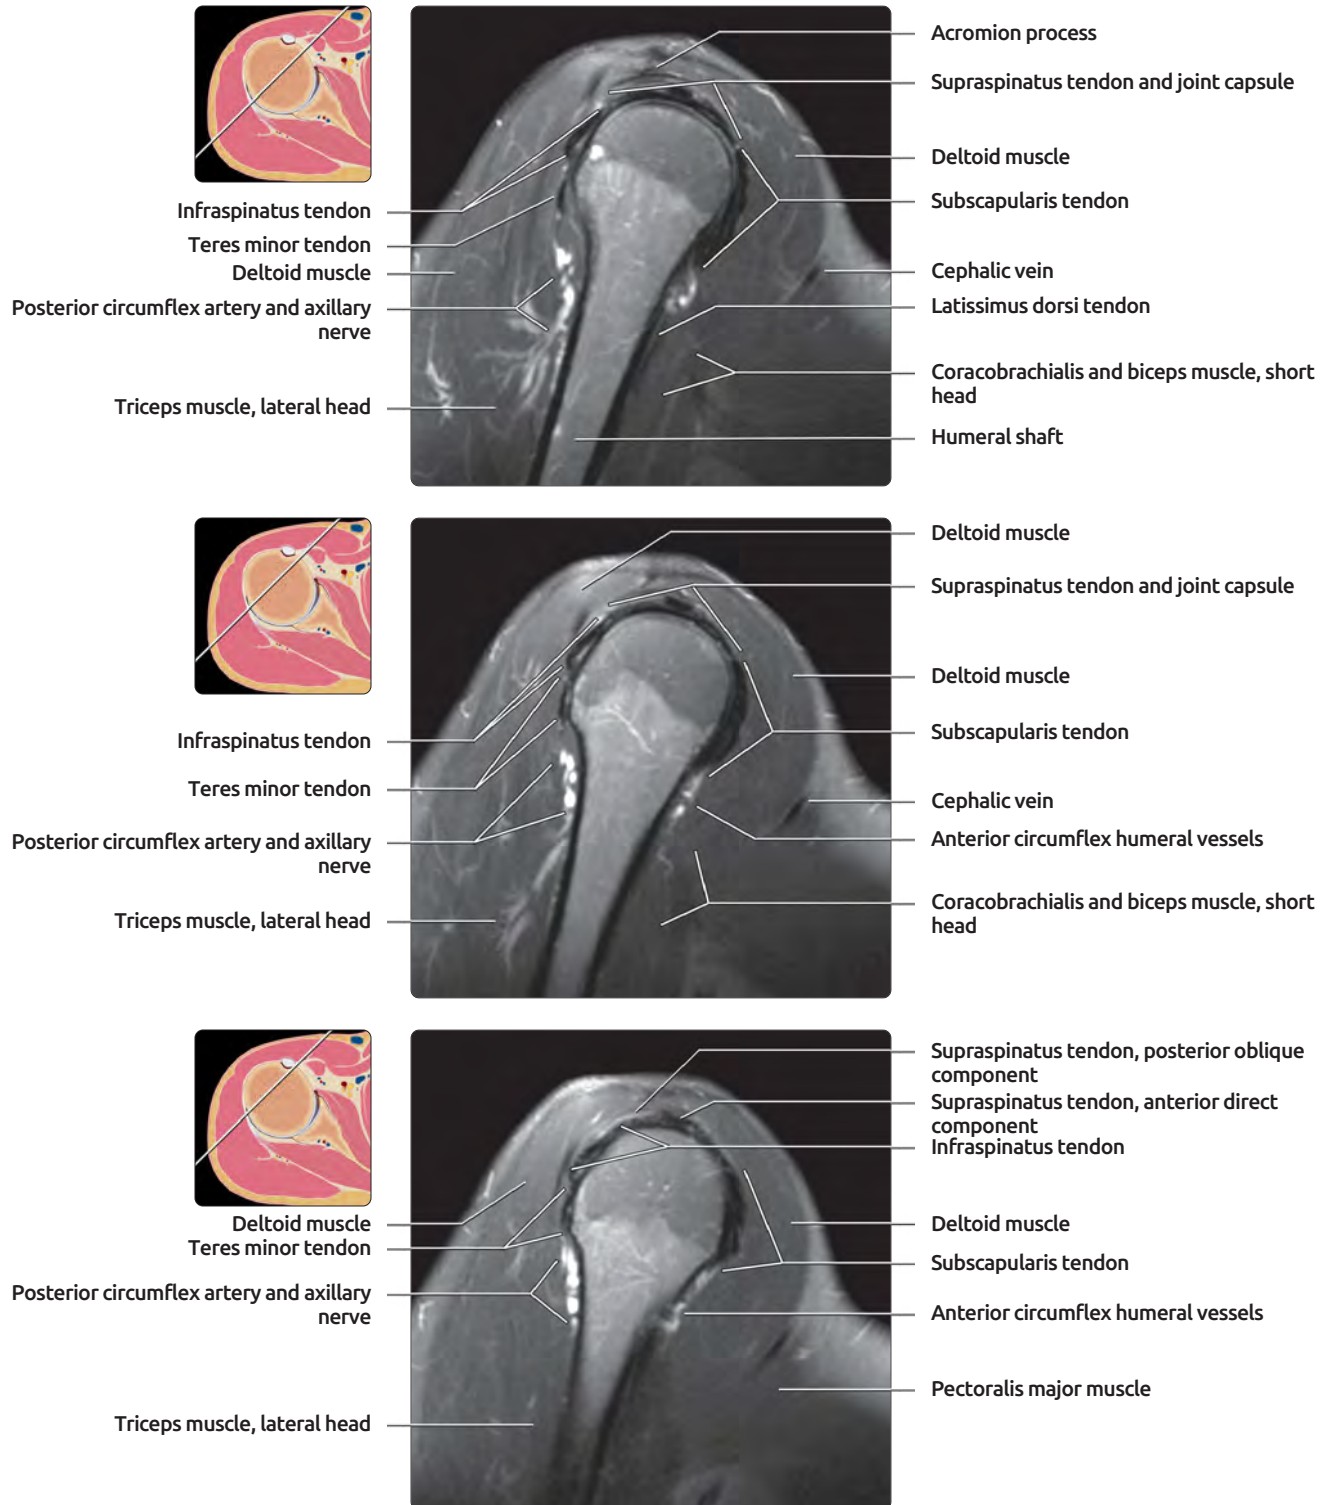 Acromion process
Supraspinatus tendon and joint capsule
Deltoid muscle
Subscapularis tendon
Cephalic vein
Latissimus dorsi tendon
Coracobrachialis and biceps muscle, short
head
Humeral shaft
Infraspinatus tendon
Teres minor tendon
Deltoid muscle
Posterior circumflex artery and axillary
nerve
Triceps muscle, lateral head
Deltoid muscle
Supraspinatus tendon and joint capsule
Deltoid muscle
Subscapularis tendon
Cephalic vein
Anterior circumflex humeral vessels
Coracobrachialis and biceps muscle, short
head
Infraspinatus tendon
Teres minor tendon
Posterior circumflex artery and axillary
nerve
Triceps muscle, lateral head
Supraspinatus tendon, posterior oblique
component
Supraspinatus tendon, anterior direct
component
Infraspinatus tendon
Deltoid muscle
Subscapularis tendon
Anterior circumflex humeral vessels
Pectoralis major muscle
Deltoid muscle
Teres minor tendon
Posterior circumflex artery and axillary
nerve
Triceps muscle, lateral head